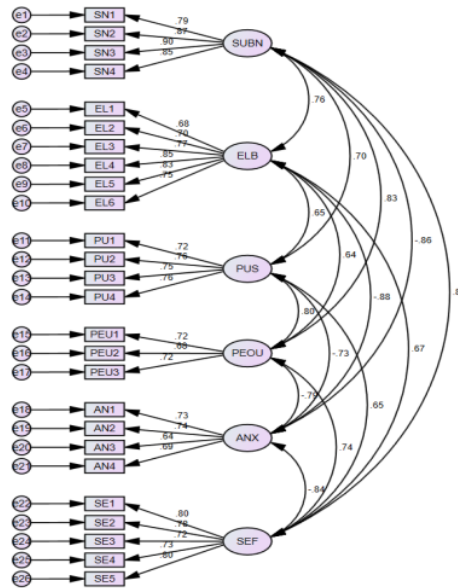 e1 SN1 .79
e2 SN2 .87
e3 SN3 .90 SUBN
e4 SN4 .85
.76
e5 EL1 .68
e6 EL2 .70
e7 EL3 .77 ELB
e8 EL4 .85
e9 EL5 .83
e10 EL6 .75
.70 .83 -.86
.65 .64 -.88 .67
e11 PU1 .72
e12 PU2
e13 PU3 .75 PUS
e14 PU4 .76
.80 -.73 .65
e15 PEU1 .72
e16 PEU2 PEOU
e17 PEU3 .72
-.79 .74
e18 AN1 .73
e19 AN2 .74
e20 AN3 .64 ANX
e21 AN4 .69
-.84
e22 SE1 .80
e23 SE2 .78
e24 SE3 .72 SEF
e25 SE4 .73
e26 SE5 .80